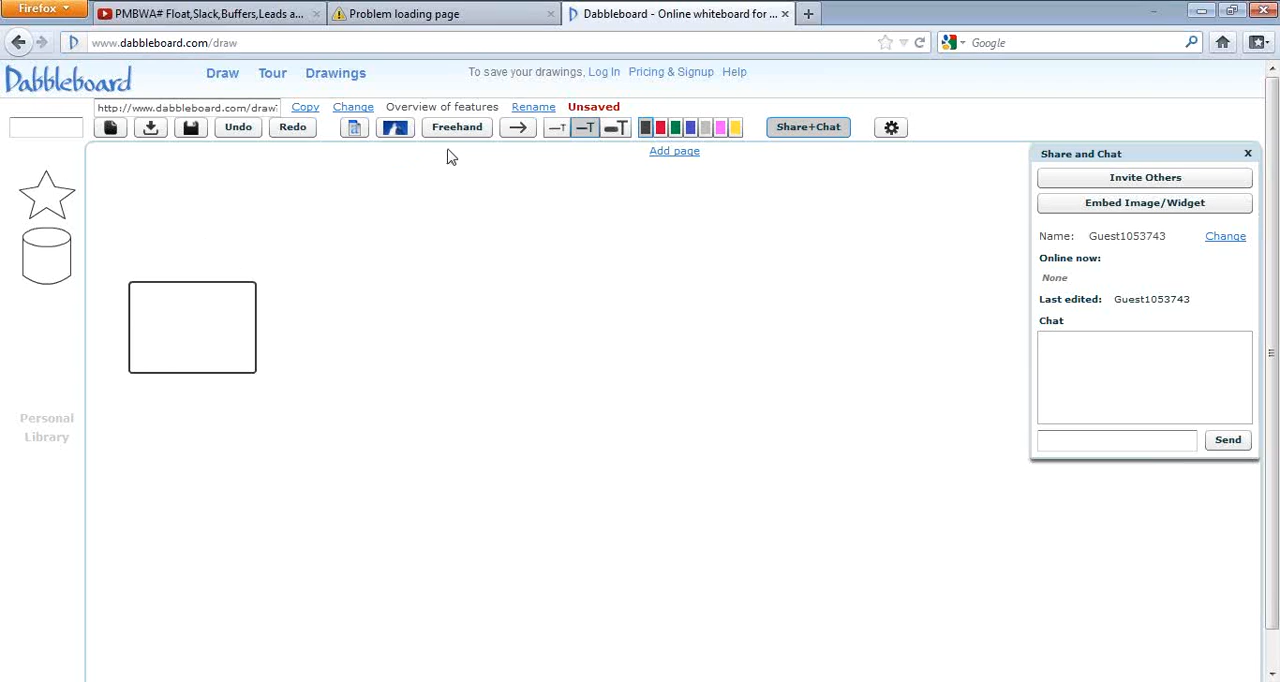 Firefox
PMBWA# Float,Slack,Buffers,Leads a...
Problem loading page
Dabbleboard - Online whiteboard for ...
www.dabbleboard.com/draw
Google
Dabbleboard
Draw
Tour
Drawings
To save your drawings, Log In
Pricing & Signup
Help
http://www.dabbleboard.com/draw
Copy
Change
Overview of features
Rename
Unsaved
Undo
Redo
Freehand
T
T
T
Share+Chat
Add page
Share and Chat
x
Invite Others
Embed Image/Widget
Name:
Guest1053743
Change
Online now:
None
Last edited:
Guest1053743
Chat
Send
Personal
Library